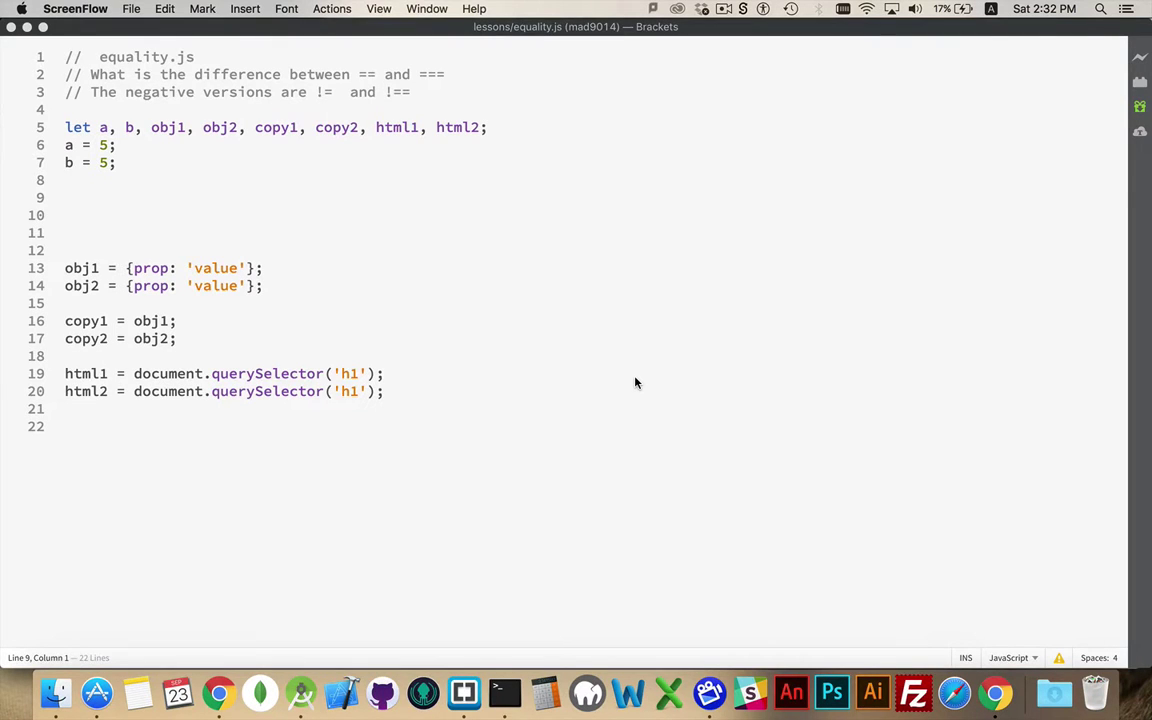 ScreenFlow File Edit Mark Insert Font Actions View Window Help 17% A Sat 2:32 PM
lessons/equality.js (mad9014) — Brackets
1 //  equality.js
2 // What is the difference between == and ===
3 // The negative versions are !=  and !==
4
5 let a, b, obj1, obj2, copy1, copy2, html1, html2;
6 a = 5;
7 b = 5;
8
9
10
11
12
13 obj1 = {prop: 'value'};
14 obj2 = {prop: 'value'};
15
16 copy1 = obj1;
17 copy2 = obj2;
18
19 html1 = document.querySelector('h1');
20 html2 = document.querySelector('h1');
21
22
Line 9, Column 1 — 22 Lines INS JavaScript Spaces: 4
SEP
23
An Ps Ai Fz